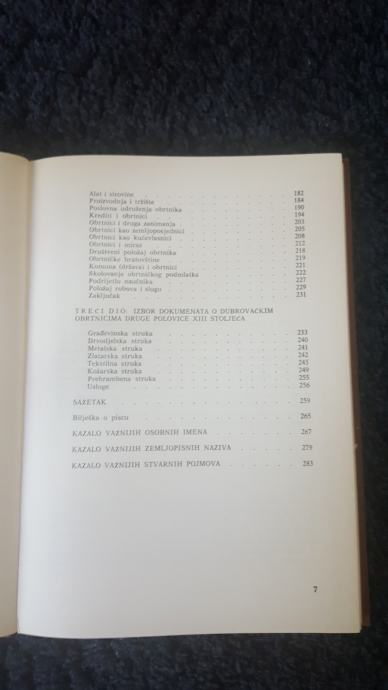 Alat i sirovine 182
Proizvodnja i tržište 184
Poslovna udruženja obrtnika 190
Krediti i obrtnici 194
Obrtnici i druga zanimanja 203
Obrtnici kao zemljoposjednici 205
Obrtnici kao kućevlasnici 208
Obrtnici i miraz 212
Društveni položaj obrtnika 218
Obrtničke bratovštine 219
Komuna (država) i obrtnici 221
Školovanje obrtničkog podmlatka 222
Podrijetlo naučnika 227
Položaj robova i slugu 229
Zaključak 231
TREĆI DIO: IZBOR DOKUMENATA O DUBROVAČKIM
OBRTNICIMA DRUGE POLOVICE XIII STOLJEĆA
Građevinska struka 233
Drvodjelska struka 240
Metalska struka 241
Zlatarska struka 242
Tekstilna struka 245
Kožarska struka 249
Prehrambena struka 255
Usluge 256
SAŽETAK 259
Bilješka o piscu 265
KAZALO VAŽNIJIH OSOBNIH IMENA 267
KAZALO VAŽNIJIH ZEMLJOPISNIH NAZIVA 279
KAZALO VAŽNIJIH STVARNIH POJMOVA 283
7